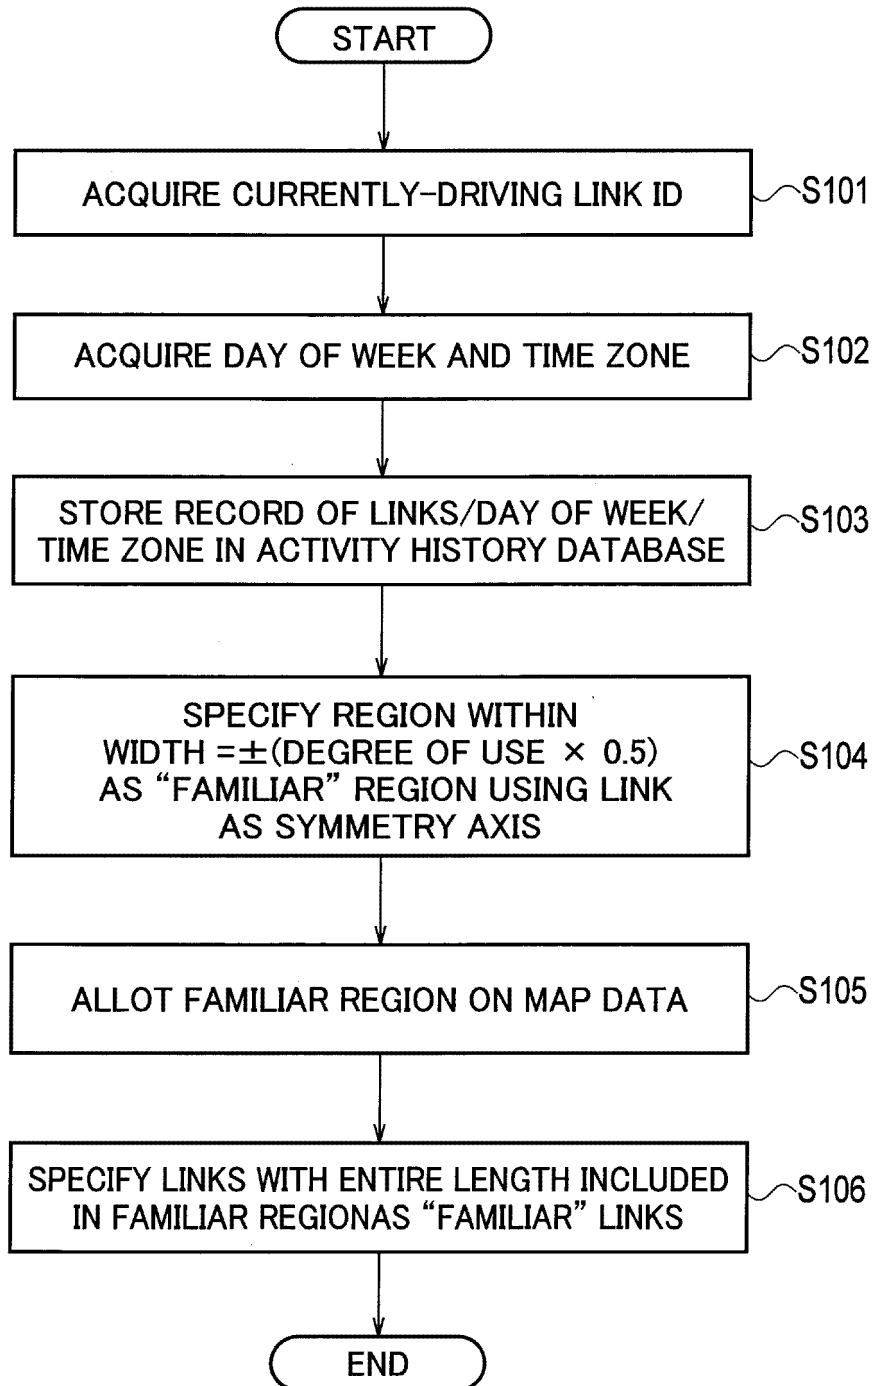 START
ACQUIRE CURRENTLY-DRIVING LINK ID
S101
ACQUIRE DAY OF WEEK AND TIME ZONE
S102
STORE RECORD OF LINKS/DAY OF WEEK/
TIME ZONE IN ACTIVITY HISTORY DATABASE
S103
SPECIFY REGION WITHIN
WIDTH =±(DEGREE OF USE × 0.5)
AS “FAMILIAR” REGION USING LINK
AS SYMMETRY AXIS
S104
ALLOT FAMILIAR REGION ON MAP DATA
S105
SPECIFY LINKS WITH ENTIRE LENGTH INCLUDED
IN FAMILIAR REGIONAS “FAMILIAR” LINKS
S106
END